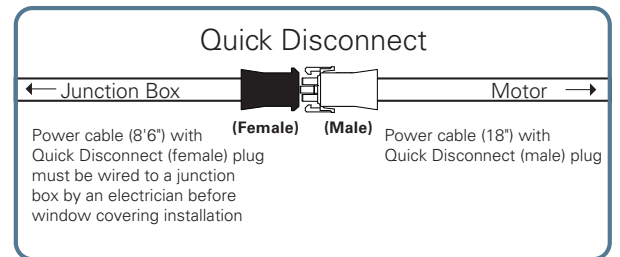 Quick Disconnect
Junction Box
Motor
(Female)
(Male)
Power cable (8'6") with
Quick Disconnect (female) plug
must be wired to a junction
box by an electrician before
window covering installation
Power cable (18") with
Quick Disconnect (male) plug